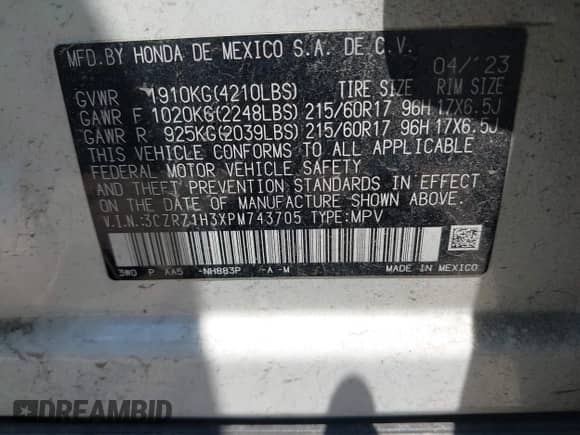 MFD.BY HONDA DE MEXICO S.A. DE C.V.
04/'23
GVWR 1910KG(4210LBS) TIRE SIZE RIM SIZE
GAWR F 1020KG(2248LBS) 215/60R17 96H 17X6.5J
GAWR R 925KG(2039LBS) 215/60R17 96H 17X6.5J
THIS VEHICLE CONFORMS TO ALL APPLICABLE
FEDERAL MOTOR VEHICLE SAFETY
AND THEFT PREVENTION STANDARDS IN EFFECT
ON THE DATE OF MANUFACTURE SHOWN ABOVE.
V.I.N.:3CZRZ1H3XPM743705 TYPE:MPV
3W0 P AA5 -NH883P -A-M MADE IN MEXICO
DREAMBID